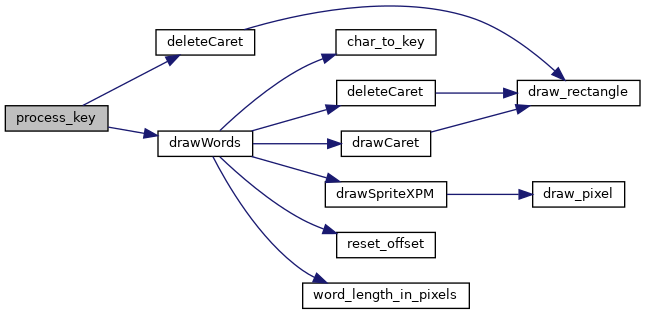 process_key
deleteCaret
drawWords
char_to_key
deleteCaret
drawCaret
drawSpriteXPM
reset_offset
word_length_in_pixels
draw_rectangle
draw_pixel